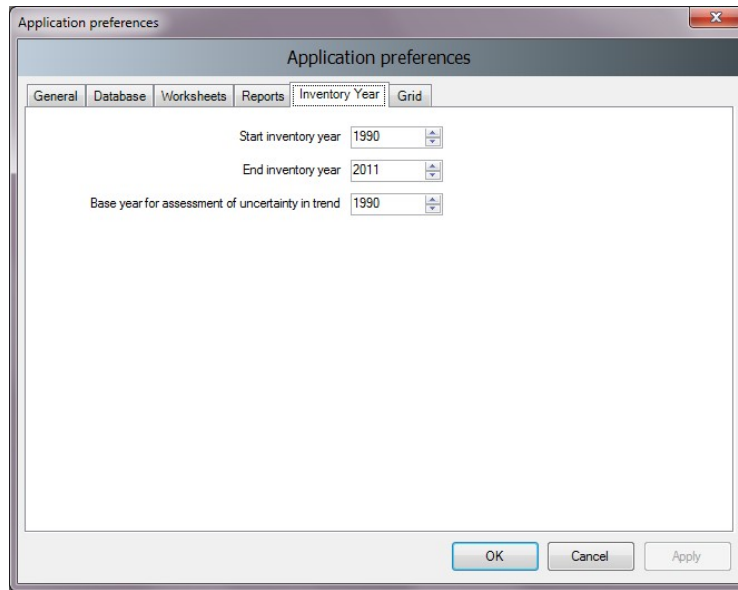 Application preferences
Application preferences
General Database Worksheets Reports Inventory Year Grid
Start inventory year 1990
End inventory year 2011
Base year for assessment of uncertainty in trend 1990
OK Cancel Apply